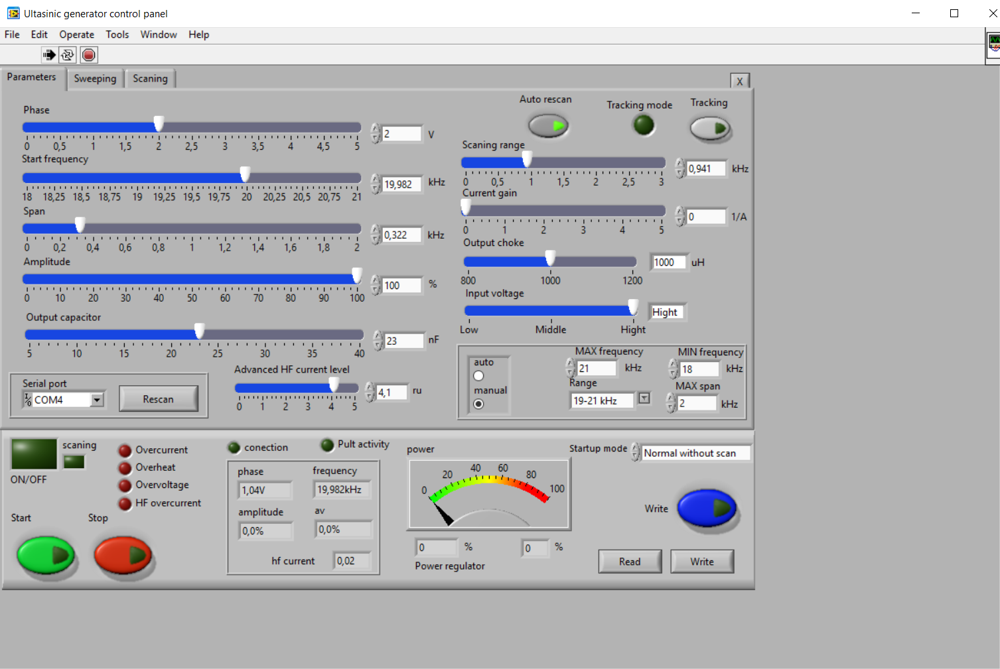 Ultasinic generator control panel
File Edit Operate Tools Window Help
Parameters Sweeping Scaning
X
Phase
0 0,5 1 1,5 2 2,5 3 3,5 4 4,5 5
2 V
Start frequency
18 18,25 18,5 18,75 19 19,25 19,5 19,75 20 20,25 20,5 20,75 21
19,982 kHz
Span
0 0,2 0,4 0,6 0,8 1 1,2 1,4 1,6 1,8 2
0,322 kHz
Amplitude
0 10 20 30 40 50 60 70 80 90 100
100 %
Output capacitor
5 10 15 20 25 30 35 40
23 nF
Serial port
COM4
Rescan
Advanced HF current level
0 1 2 3 4 5
4,1 ru
Auto rescan
Tracking mode
Tracking
Scaning range
0 0,5 1 1,5 2 2,5 3
0,941 kHz
Current gain
0 1 2 3 4 5
0 1/A
Output choke
800 1000 1200
1000 uH
Input voltage
Low Middle Hight
Hight
auto
manual
MAX frequency
21 kHz
MIN frequency
18 kHz
Range
19-21 kHz
MAX span
2 kHz
scaning
ON/OFF
Overcurrent
Overheat
Overvoltage
HF overcurrent
Start
Stop
conection
Pult activity
phase
1,04V
frequency
19,982kHz
amplitude
0,0%
av
0,0%
hf current 0,02
power
0 20 40 60 80 100
0 %
0 %
Power regulator
Startup mode Normal without scan
Write
Read
Write